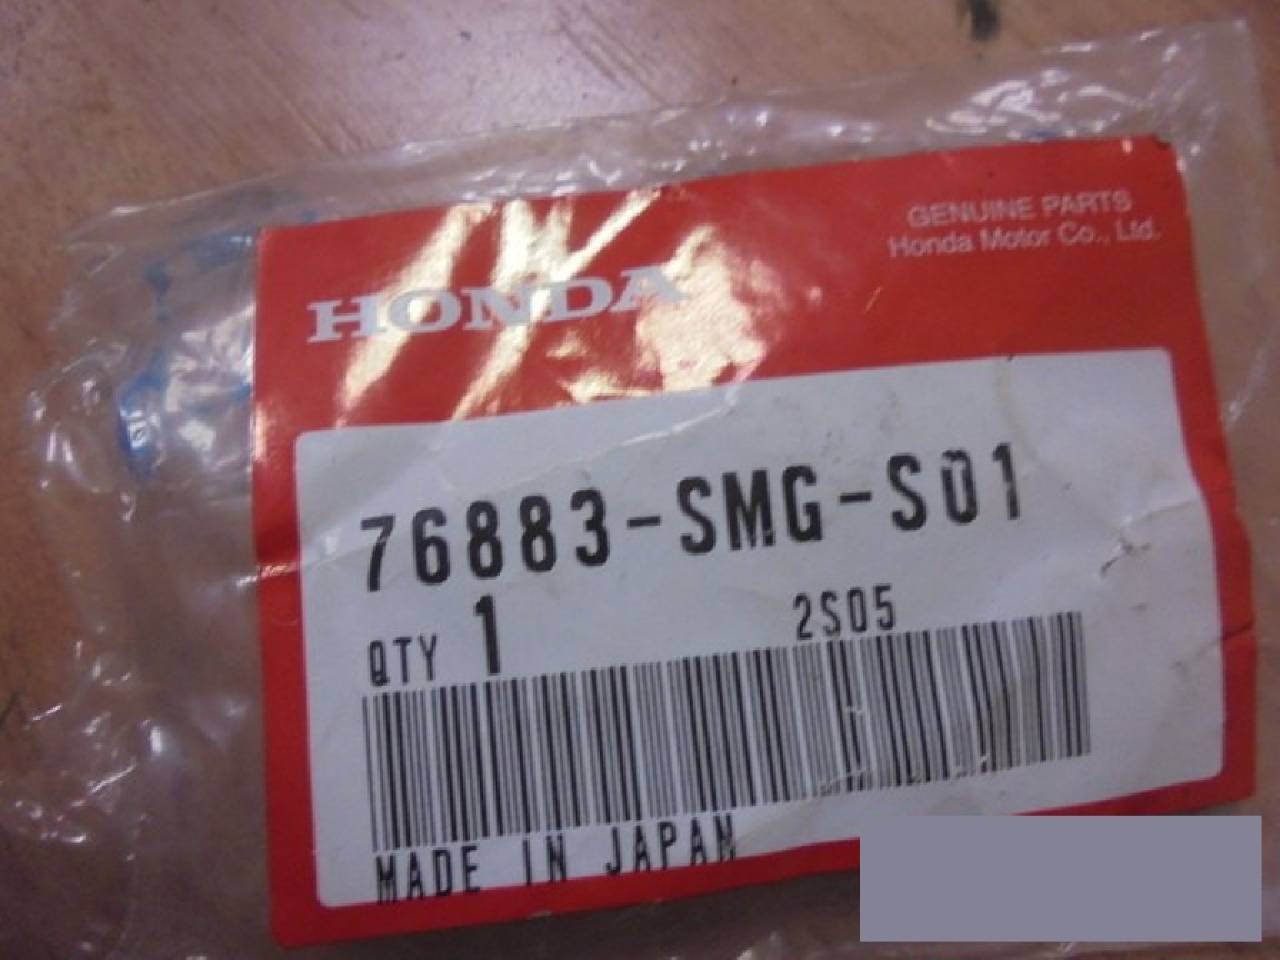 GENUINE PARTS
Honda Motor Co., Ltd.
HONDA
76883-SMG-S01
QTY 1 2S05
MADE IN JAPAN